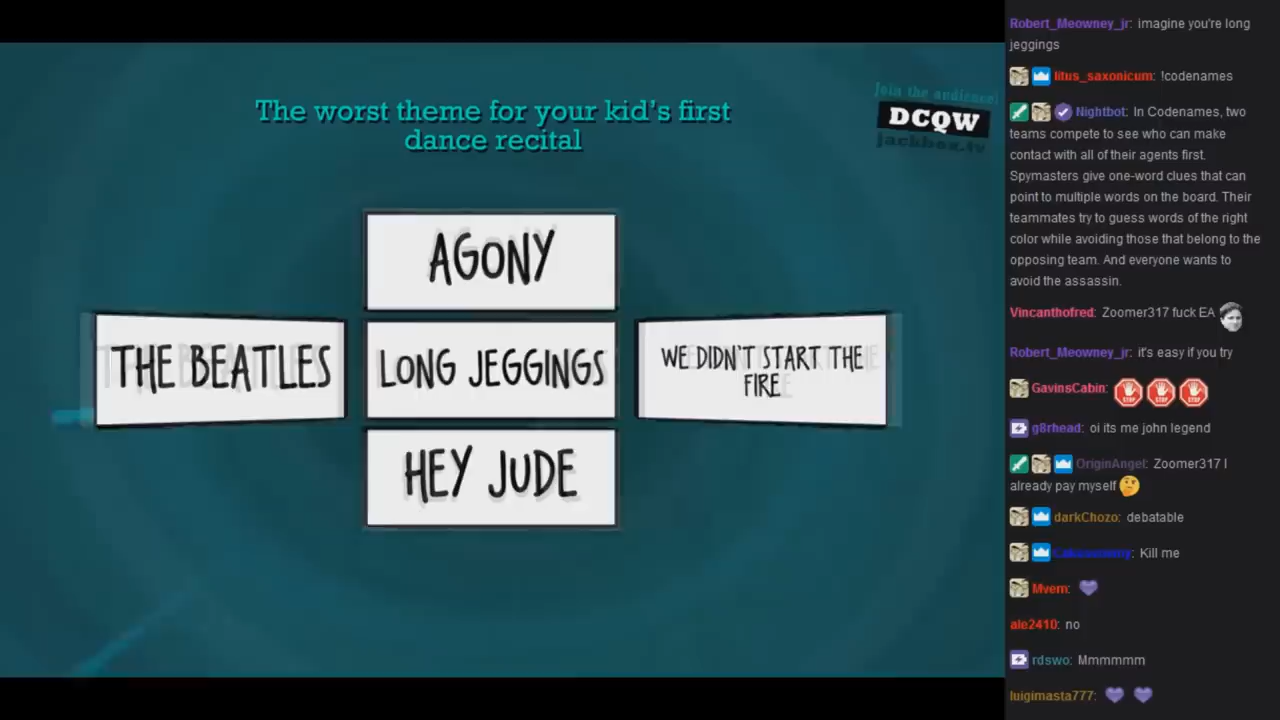 The worst theme for your kid's first
dance recital
Join the audience!
DCQW
jackbox.tv
AGONY
THE BEATLES
LONG JEGGINGS
WE DIDN'T START THE
FIRE
HEY JUDE
Robert_Meowney_jr: imagine you're long
jeggings
litus_saxonicum: !codenames
Nightbot: In Codenames, two
teams compete to see who can make
contact with all of their agents first.
Spymasters give one-word clues that can
point to multiple words on the board. Their
teammates try to guess words of the right
color while avoiding those that belong to the
opposing team. And everyone wants to
avoid the assassin.
Vincanthofred: Zoomer317 fuck EA
Robert_Meowney_jr: it's easy if you try
GavinsCabin:
STOP STOP STOP
g8rhead: oi its me john legend
OriginAngel: Zoomer317 I
already pay myself
darkChozo: debatable
: Kill me
Mvem:
ale2410: no
rdswo: Mmmmmm
luigimasta777: